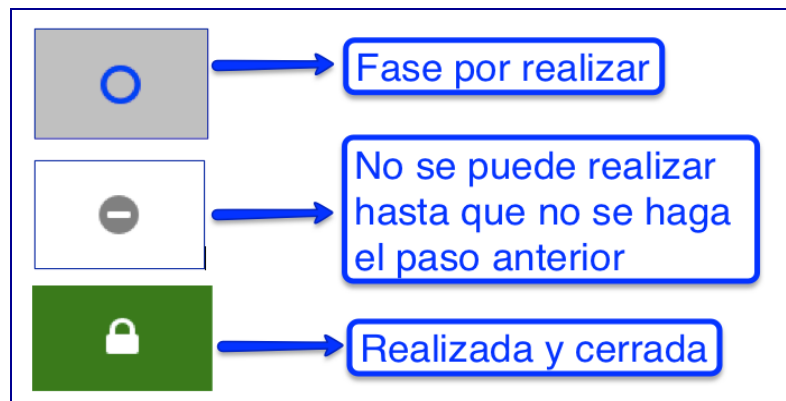 Fase por realizar
No se puede realizar
hasta que no se haga
el paso anterior
Realizada y cerrada